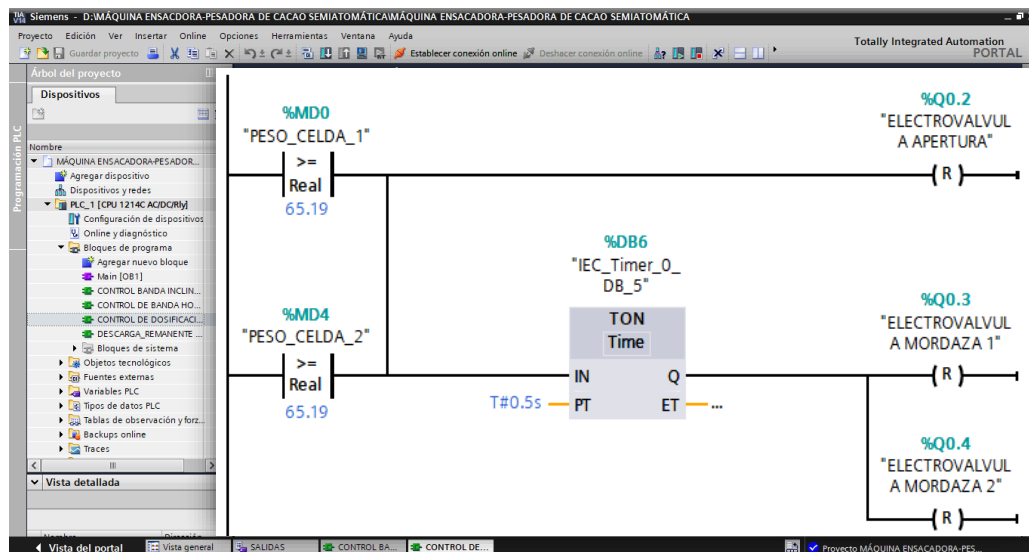 Siemens - D:\MÁQUINA ENSACDORA-PESADORA DE CACAO SEMIATOMÁTICA\MÁQUINA ENSACADORA-PESADORA DE CACAO SEMIATOMÁTICA
Proyecto Edición Ver Insertar Online Opciones Herramientas Ventana Ayuda
Totally Integrated Automation
PORTAL
Guardar proyecto
Establecer conexión online
Deshacer conexión online
Árbol del proyecto
Dispositivos
Programación PLC
Nombre
MÁQUINA ENSACADORA-PESADOR...
Agregar dispositivo
Dispositivos y redes
PLC_1 [CPU 1214C AC/DC/Rly]
Configuración de dispositivos
Online y diagnóstico
Bloques de programa
Agregar nuevo bloque
Main [OB1]
CONTROL BANDA INCLIN...
CONTROL DE BANDA HO...
CONTROL DE DOSIFICACI...
DESCARGA_REMANENTE ...
Bloques de sistema
Objetos tecnológicos
Fuentes externas
Variables PLC
Tipos de datos PLC
Tablas de observación y forz...
Backups online
Traces
Vista detallada
%MD0
"PESO_CELDA_1"
>=
Real
65.19
%Q0.2
"ELECTROVALVUL
A APERTURA"
( R )
%DB6
"IEC_Timer_0_
DB_5"
TON
Time
IN Q
T#0.5s PT ET ...
%MD4
"PESO_CELDA_2"
>=
Real
65.19
%Q0.3
"ELECTROVALVUL
A MORDAZA 1"
( R )
%Q0.4
"ELECTROVALVUL
A MORDAZA 2"
( R )
Vista del portal
Vista general
SALIDAS
CONTROL BA...
CONTROL DE...
Proyecto MÁQUINA ENSACADORA-PES...